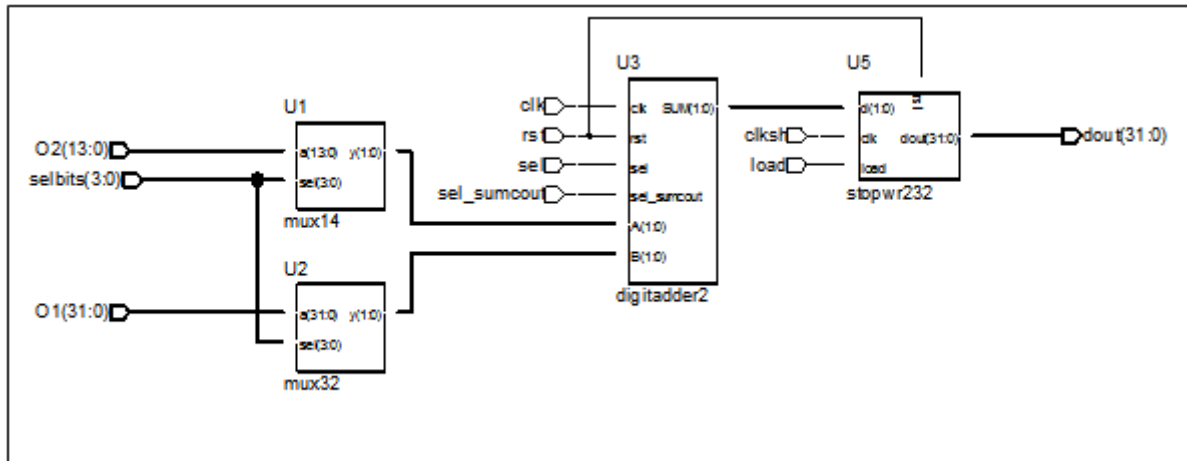 U1
O2(13:0)
selbits(3:0)
a(13:0) y(1:0)
sel(3:0)
mux14
U2
O1(31:0)
a(31:0) y(1:0)
sel(3:0)
mux32
U3
clk
rst
sel
sel_sumcout
clk SUM(1:0)
rst
sel
sel_sumcout
A(1:0)
B(1:0)
digitadder2
U5
clksh
load
d(1:0)
clk dout(31:0)
load
stopwr232
dout(31:0)